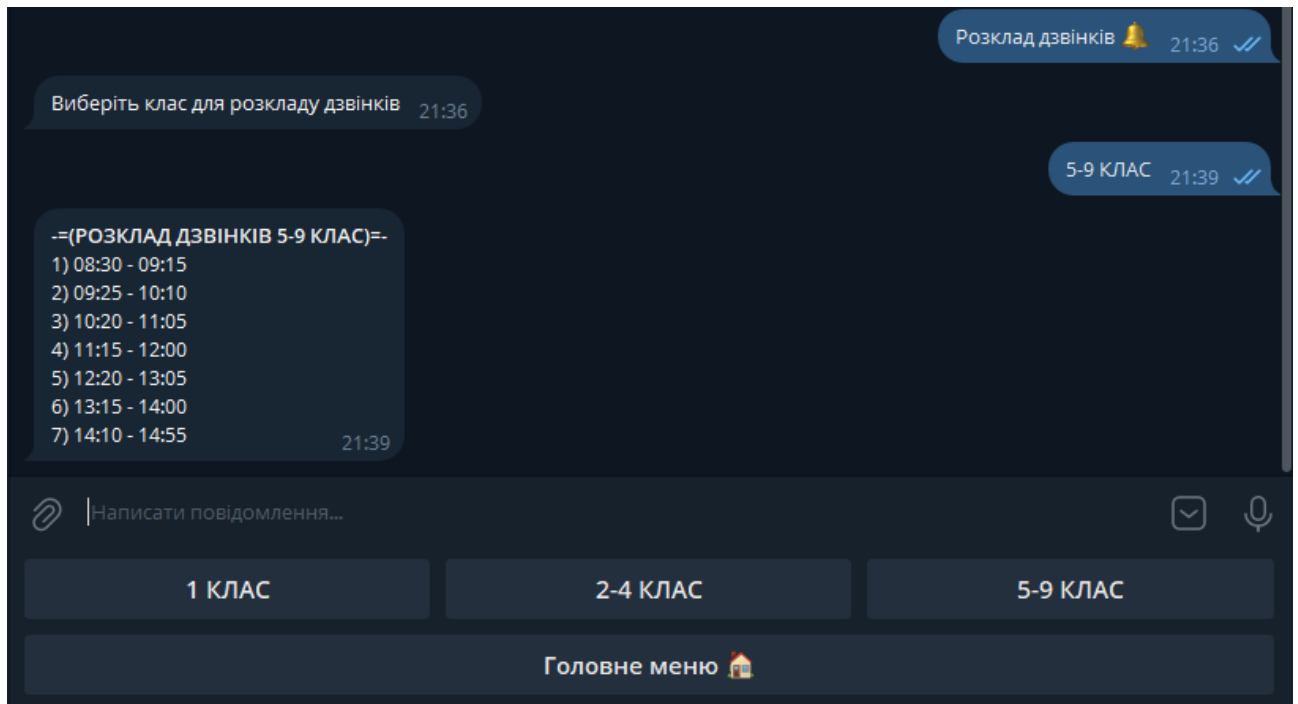 Розклад дзвінків 🔔 21:36
Виберіть клас для розкладу дзвінків 21:36
5-9 КЛАС 21:39
-=(РОЗКЛАД ДЗВІНКІВ 5-9 КЛАС)=-
1) 08:30 - 09:15
2) 09:25 - 10:10
3) 10:20 - 11:05
4) 11:15 - 12:00
5) 12:20 - 13:05
6) 13:15 - 14:00
7) 14:10 - 14:55 21:39
Написати повідомлення...
1 КЛАС 2-4 КЛАС 5-9 КЛАС
Головне меню 🏠